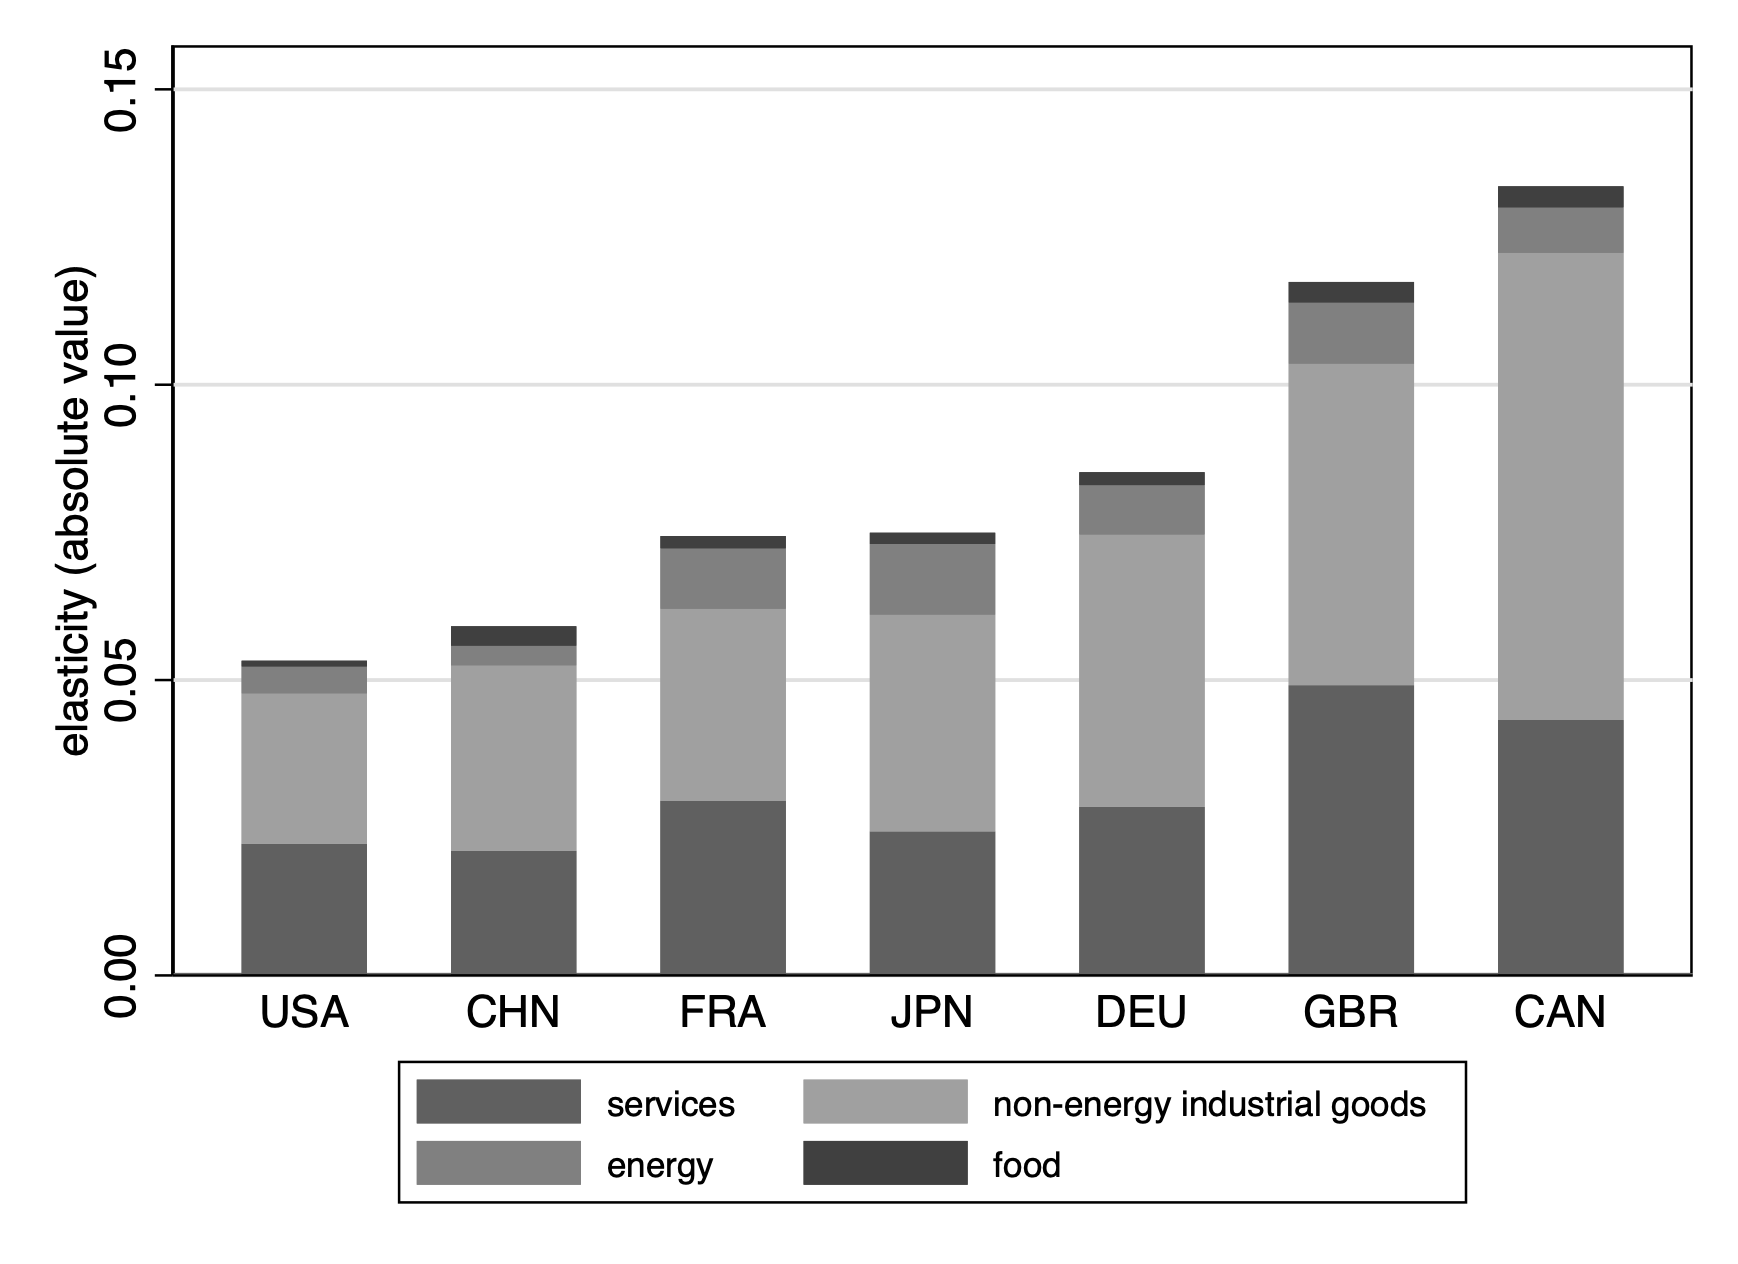 elasticity (absolute value)
0.15
0.10
0.05
0.00
USA CHN FRA JPN DEU GBR CAN
services non-energy industrial goods
energy food